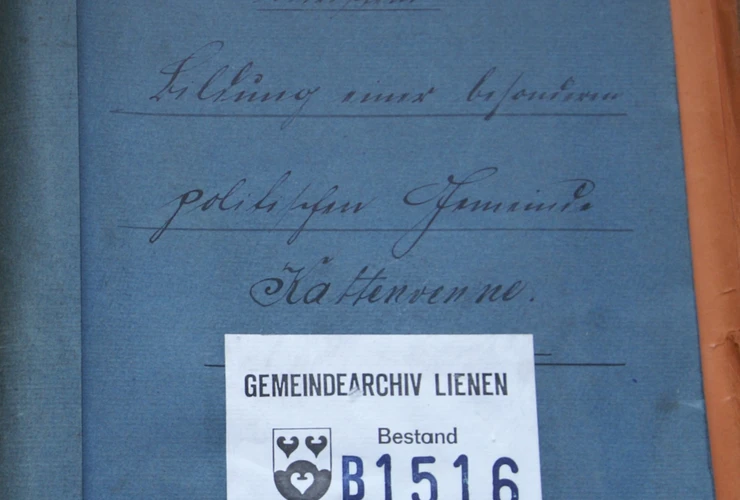 Bildung einer besonderen
politischen Gemeinde
Kattenvenne.
GEMEINDEARCHIV LIENEN
Bestand
B1516